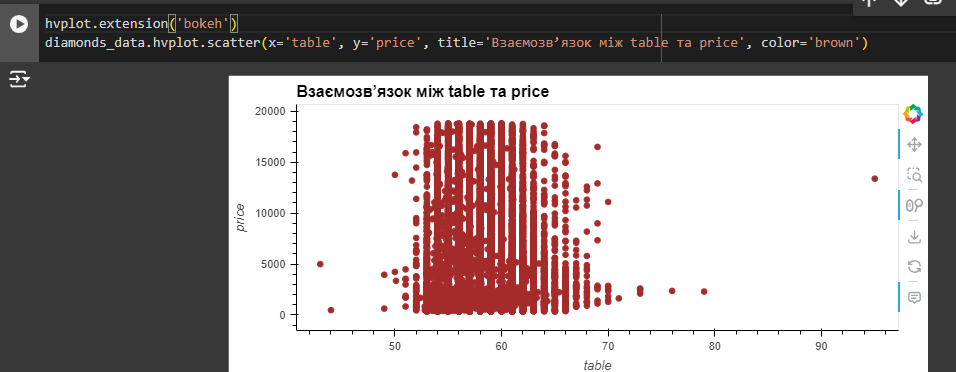 hvplot.extension('bokeh')
diamonds_data.hvplot.scatter(x='table', y='price', title='Взаємозв’язок між table та price', color='brown')
Взаємозв’язок між table та price
20000
15000
10000
5000
0
price
50
60
70
80
90
table